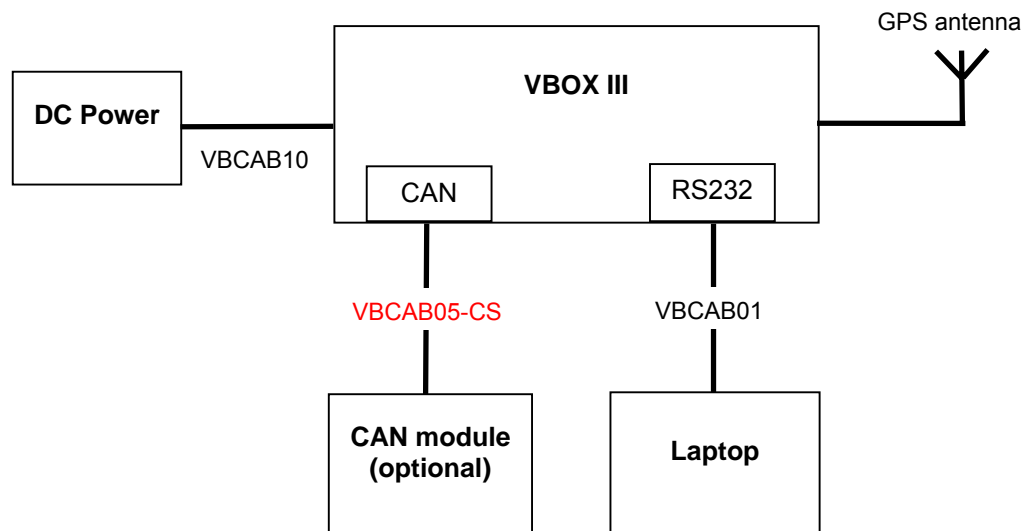 GPS antenna
VBOX III
DC Power
VBCAB10
CAN
RS232
VBCAB05-CS
VBCAB01
CAN module
(optional)
Laptop